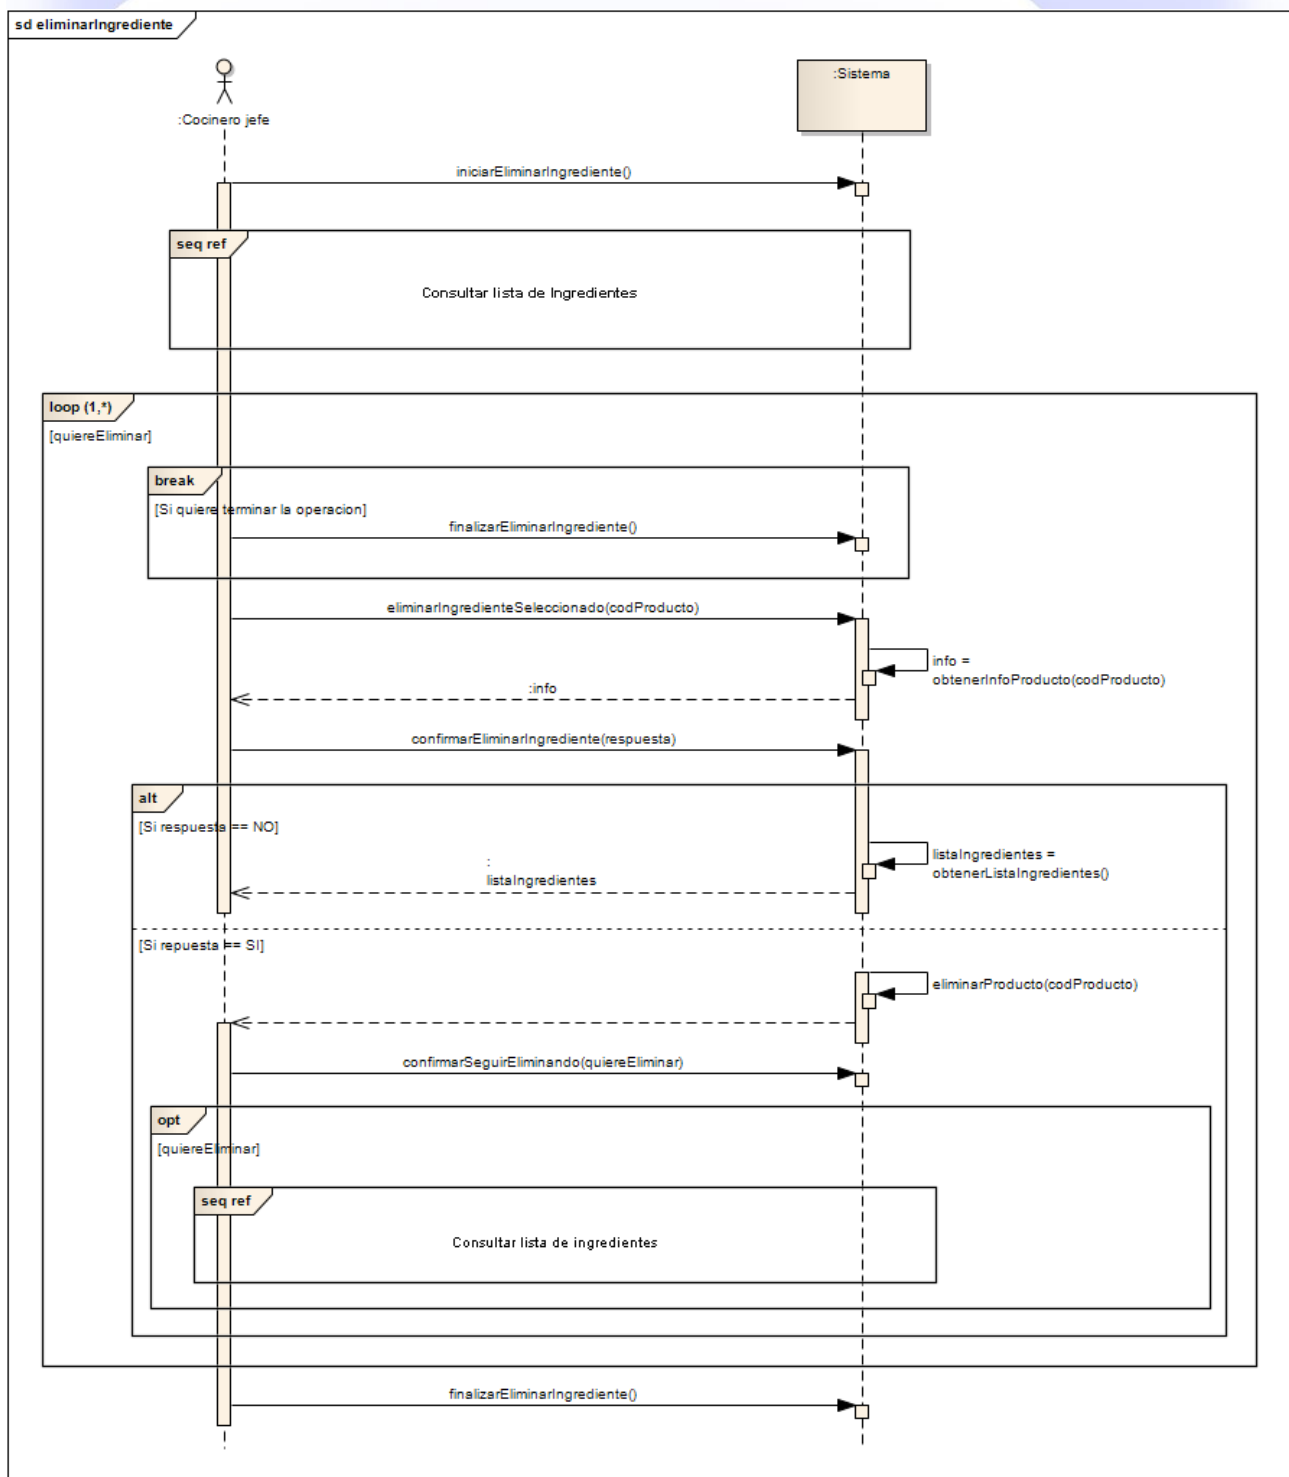 sd eliminarIngrediente
:Cocinero jefe
:Sistema
iniciarEliminarIngrediente()
seq ref
Consultar lista de Ingredientes
loop (1,*)
[quiereEliminar]
break
[Si quiere terminar la operacion]
finalizarEliminarIngrediente()
eliminarIngredienteSeleccionado(codProducto)
info =
obtenerInfoProducto(codProducto)
:info
confirmarEliminarIngrediente(respuesta)
alt
[Si respuesta == NO]
listaIngredientes =
obtenerListaIngredientes()
:
listaIngredientes
[Si repuesta == SI]
eliminarProducto(codProducto)
confirmarSeguirEliminando(quiereEliminar)
opt
[quiereEliminar]
seq ref
Consultar lista de ingredientes
finalizarEliminarIngrediente()